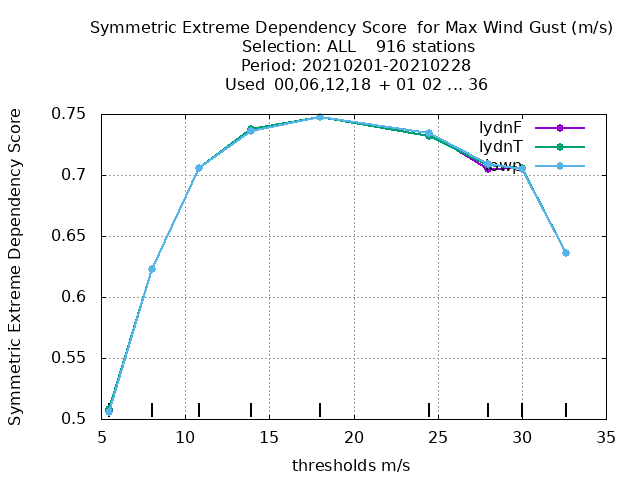 Symmetric Extreme Dependency Score for Max Wind Gust (m/s)
Selection: ALL 916 stations
Period: 20210201-20210228
Used 00,06,12,18 + 01 02 ... 36
Symmetric Extreme Dependency Score
0.75
0.7
0.65
0.6
0.55
0.5
lydnF
lydnT
5
10
15
20
25
30
35
thresholds m/s